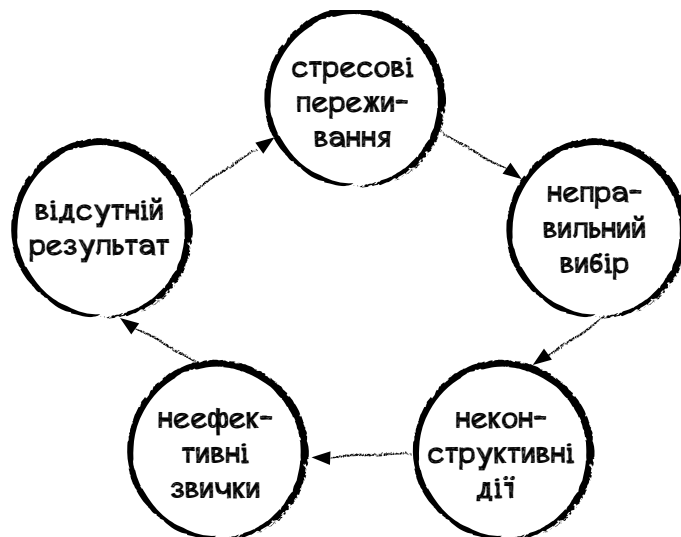 стресові
пережи-
вання
непра-
вильний
вибір
некон-
структивні
дії
неефек-
тивні
звички
відсутній
результат